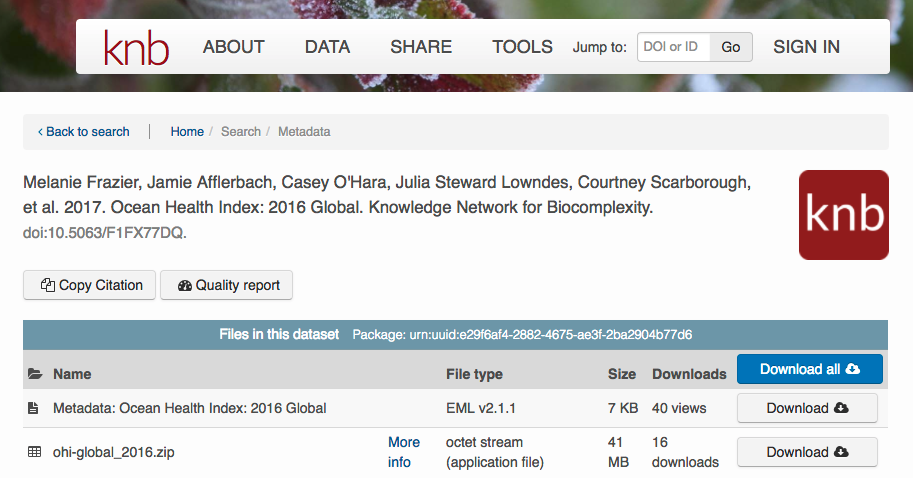 knb ABOUT DATA SHARE TOOLS Jump to: DOI or ID Go SIGN IN
‹ Back to search | Home / Search / Metadata
Melanie Frazier, Jamie Afflerbach, Casey O'Hara, Julia Steward Lowndes, Courtney Scarborough,
et al. 2017. Ocean Health Index: 2016 Global. Knowledge Network for Biocomplexity.
doi:10.5063/F1FX77DQ.
knb
Copy Citation Quality report
Files in this dataset Package: urn:uuid:e29f6af4-2882-4675-ae3f-2ba2904b77d6
Name File type Size Downloads Download all
Metadata: Ocean Health Index: 2016 Global EML v2.1.1 7 KB 40 views Download
ohi-global_2016.zip More info octet stream (application file) 41 MB 16 downloads Download